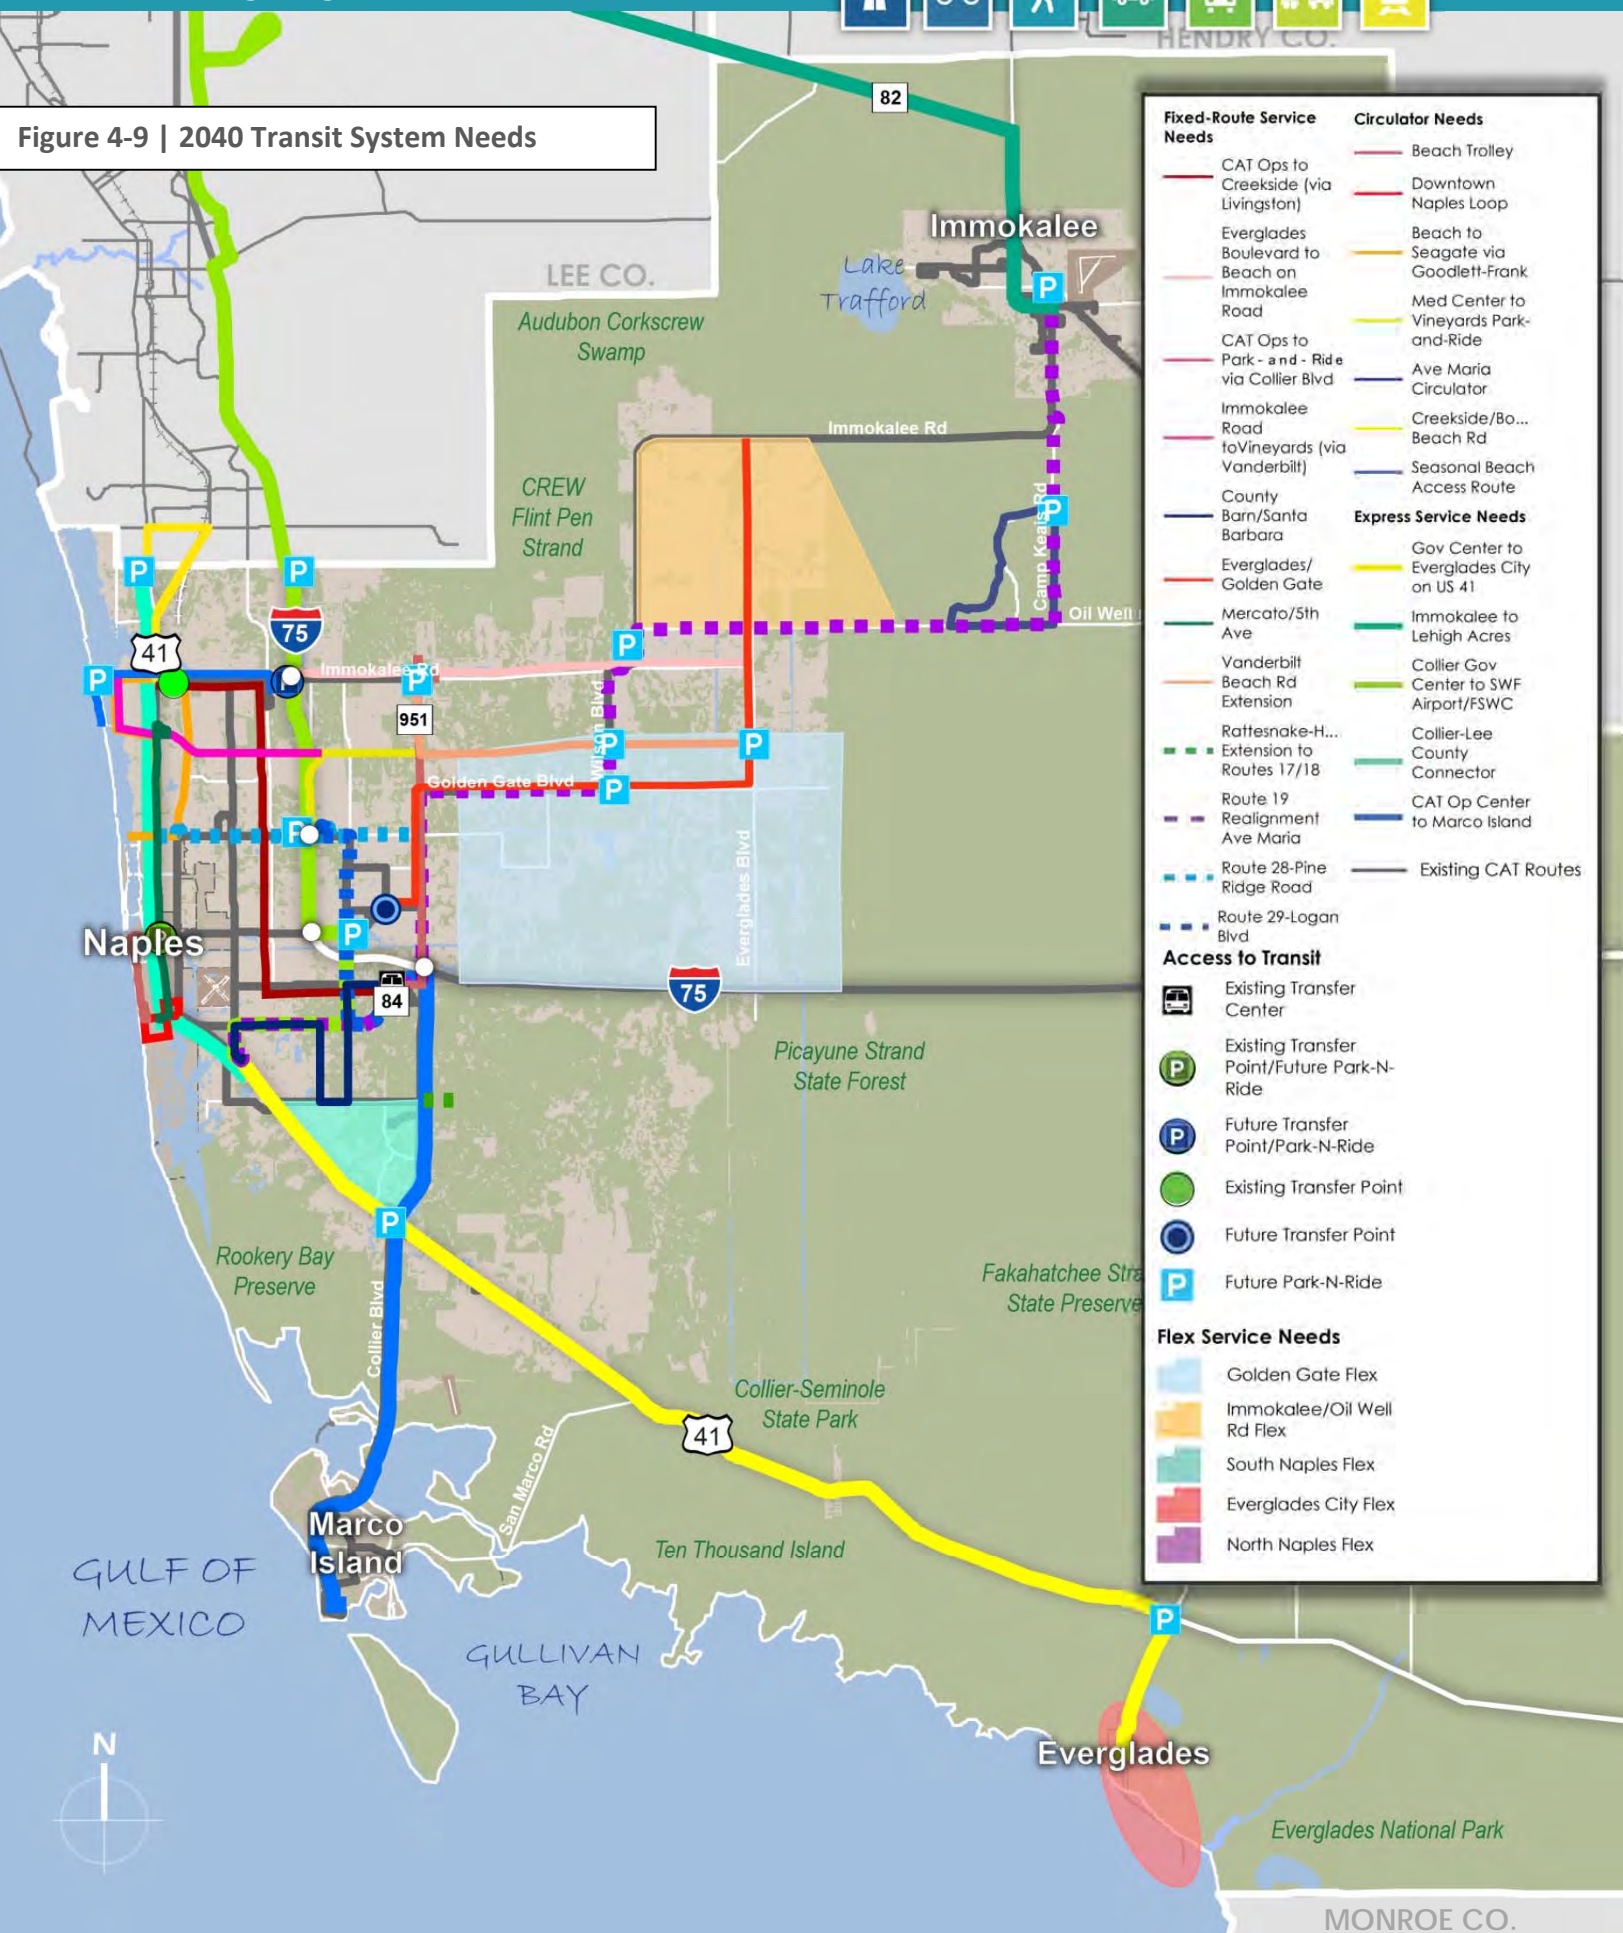 HENDRY CO.
82
Figure 4-9 | 2040 Transit System Needs
Immokalee
Lake
Trafford
LEE CO.
Audubon Corkscrew
Swamp
Immokalee Rd
CREW
Flint Pen
Strand
Camp Keais Rd
Oil Well
P
P
P
P
75
41
P
Immokalee Rd
P
P
P
P
951
Wilson Blvd
P
P
Golden Gate Blvd
P
P
Everglades Blvd
Naples
P
75
84
Picayune Strand
State Forest
P
Rookery Bay
Preserve
Fakahatchee Stra
State Preserve
Collier Blvd
Collier-Seminole
State Park
41
San Marco Rd
Marco
Island
Ten Thousand Island
GULF OF
MEXICO
GULLIVAN
BAY
P
N
Everglades
Everglades National Park
MONROE CO.
Fixed-Route Service
Needs
CAT Ops to
Creekside (via
Livingston)
Everglades
Boulevard to
Beach on
Immokalee
Road
CAT Ops to
Park - and - Ride
via Collier Blvd
Immokalee
Road
toVineyards (via
Vanderbilt)
County
Barn/Santa
Barbara
Everglades/
Golden Gate
Mercato/5th
Ave
Vanderbilt
Beach Rd
Extension
Rattesnake-H...
Extension to
Routes 17/18
Route 19
Realignment
Ave Maria
Route 28-Pine
Ridge Road
Route 29-Logan
Blvd
Circulator Needs
Beach Trolley
Downtown
Naples Loop
Beach to
Seagate via
Goodlett-Frank
Med Center to
Vineyards Park-
and-Ride
Ave Maria
Circulator
Creekside/Bo...
Beach Rd
Seasonal Beach
Access Route
Express Service Needs
Gov Center to
Everglades City
on US 41
Immokalee to
Lehigh Acres
Collier Gov
Center to SWF
Airport/FSWC
Collier-Lee
County
Connector
CAT Op Center
to Marco Island
Existing CAT Routes
Access to Transit
Existing Transfer
Center
P
Existing Transfer
Point/Future Park-N-
Ride
P
Future Transfer
Point/Park-N-Ride
Existing Transfer Point
Future Transfer Point
P
Future Park-N-Ride
Flex Service Needs
Golden Gate Flex
Immokalee/Oil Well
Rd Flex
South Naples Flex
Everglades City Flex
North Naples Flex